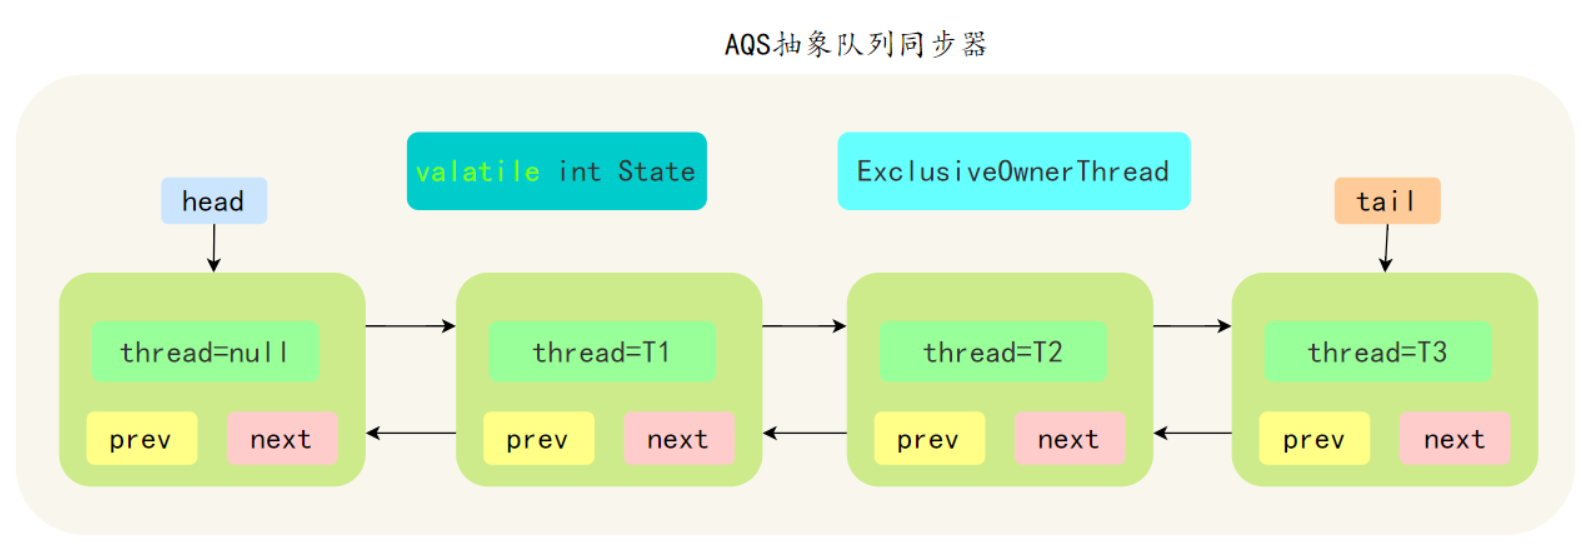 AQS抽象队列同步器
valatile int State
ExclusiveOwnerThread
head
tail
thread=null
thread=T1
thread=T2
thread=T3
prev
next
prev
next
prev
next
prev
next